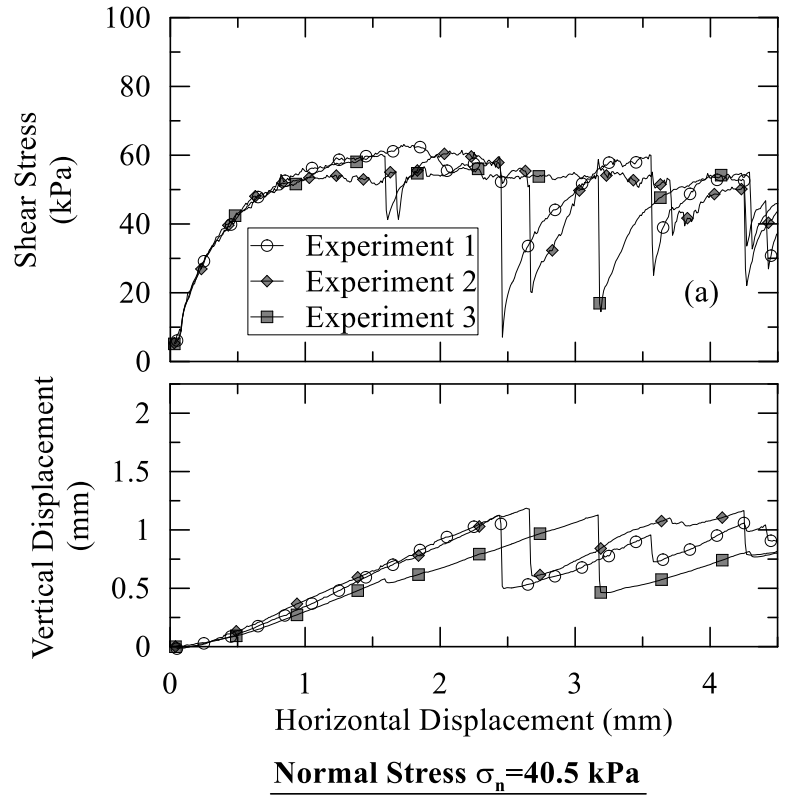 100
80
60
40
20
0
Shear Stress
(kPa)
Experiment 1
Experiment 2
Experiment 3
(a)
2
1.5
1
0.5
0
Vertical Displacement
(mm)
0 1 2 3 4
Horizontal Displacement (mm)
Normal Stress σn=40.5 kPa